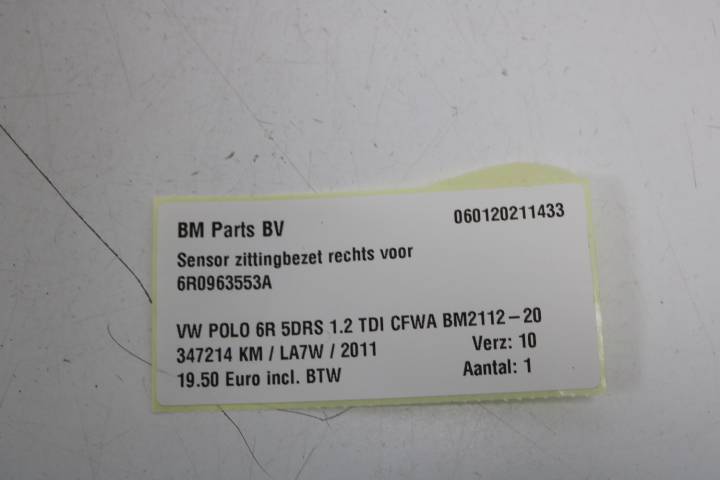 BM Parts BV 060120211433
Sensor zittingbezet rechts voor
6R0963553A
VW POLO 6R 5DRS 1.2 TDI CFWA BM2112-20
347214 KM / LA7W / 2011 Verz: 10
19.50 Euro incl. BTW Aantal: 1